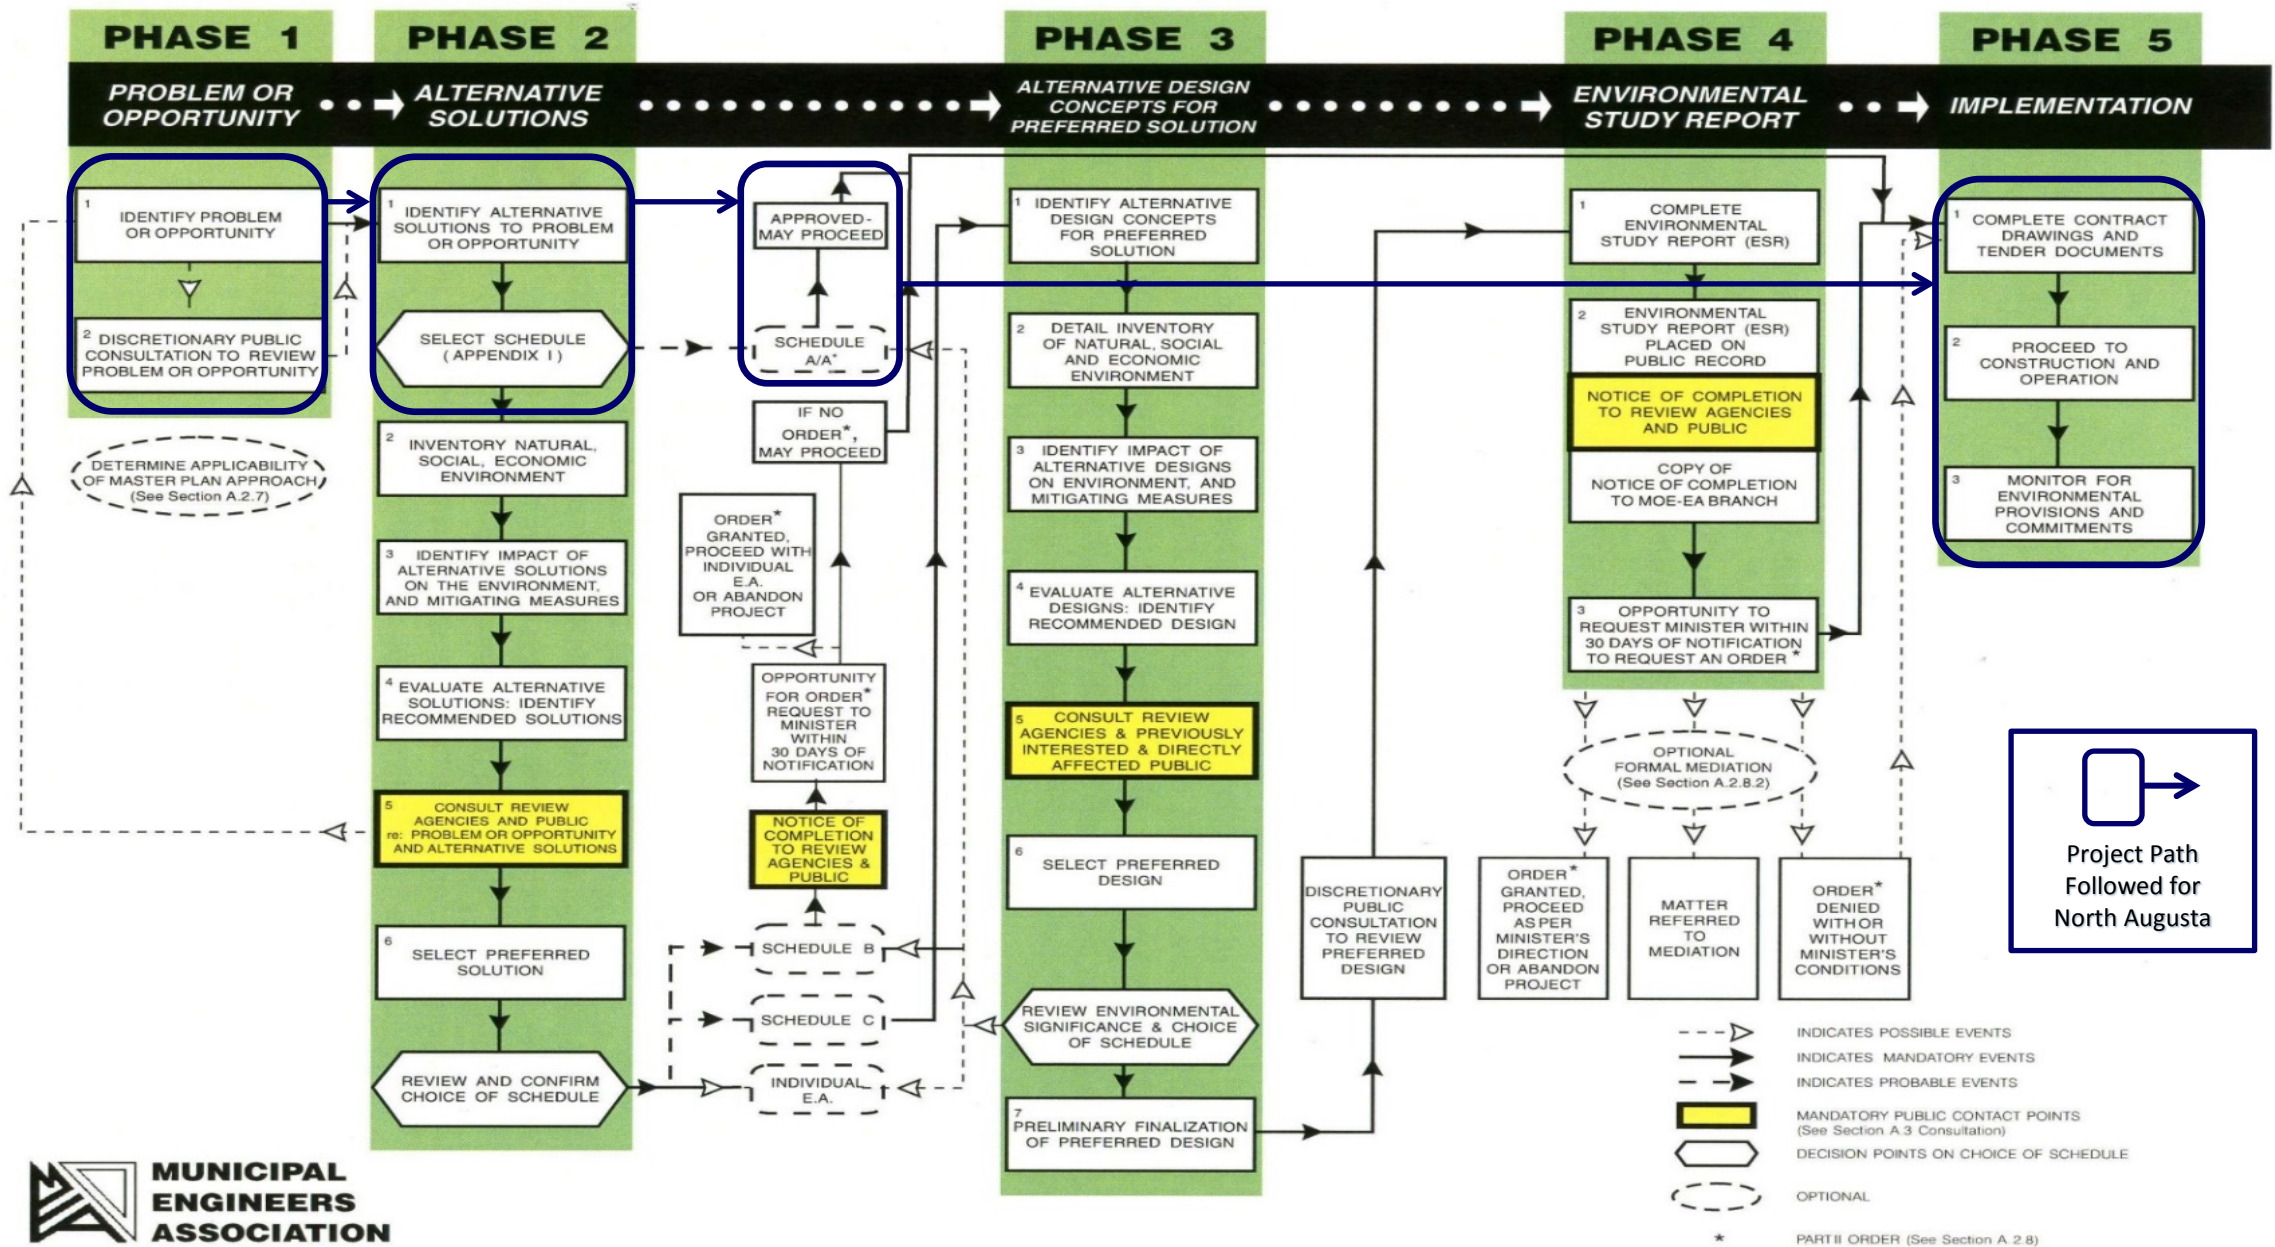 PHASE 1
PROBLEM OR
OPPORTUNITY
1
IDENTIFY PROBLEM
OR OPPORTUNITY
2
DISCRETIONARY PUBLIC
CONSULTATION TO REVIEW
PROBLEM OR OPPORTUNITY
DETERMINE APPLICABILITY
OF MASTER PLAN APPROACH
(See Section A.2.7)
PHASE 2
ALTERNATIVE
SOLUTIONS
1
IDENTIFY ALTERNATIVE
SOLUTIONS TO PROBLEM
OR OPPORTUNITY
SELECT SCHEDULE
( APPENDIX I )
2
INVENTORY NATURAL,
SOCIAL, ECONOMIC
ENVIRONMENT
3
IDENTIFY IMPACT OF
ALTERNATIVE SOLUTIONS
ON THE ENVIRONMENT,
AND MITIGATING MEASURES
4
EVALUATE ALTERNATIVE
SOLUTIONS: IDENTIFY
RECOMMENDED SOLUTIONS
5
CONSULT REVIEW
AGENCIES AND PUBLIC
re: PROBLEM OR OPPORTUNITY
AND ALTERNATIVE SOLUTIONS
6
SELECT PREFERRED
SOLUTION
REVIEW AND CONFIRM
CHOICE OF SCHEDULE
APPROVED-
MAY PROCEED
SCHEDULE
A/A+
IF NO
ORDER*,
MAY PROCEED
ORDER*
GRANTED,
PROCEED WITH
INDIVIDUAL
E.A.
OR ABANDON
PROJECT
OPPORTUNITY
FOR ORDER*
REQUEST TO
MINISTER
WITHIN
30 DAYS OF
NOTIFICATION
NOTICE OF
COMPLETION
TO REVIEW
AGENCIES &
PUBLIC
SCHEDULE B
SCHEDULE C
INDIVIDUAL
E.A.
PHASE 3
ALTERNATIVE DESIGN
CONCEPTS FOR
PREFERRED SOLUTION
1
IDENTIFY ALTERNATIVE
DESIGN CONCEPTS
FOR PREFERRED
SOLUTION
2
DETAIL INVENTORY
OF NATURAL, SOCIAL
AND ECONOMIC
ENVIRONMENT
3
IDENTIFY IMPACT OF
ALTERNATIVE DESIGNS
ON ENVIRONMENT, AND
MITIGATING MEASURES
4
EVALUATE ALTERNATIVE
DESIGNS: IDENTIFY
RECOMMENDED DESIGN
5
CONSULT REVIEW
AGENCIES & PREVIOUSLY
INTERESTED & DIRECTLY
AFFECTED PUBLIC
6
SELECT PREFERRED
DESIGN
REVIEW ENVIRONMENTAL
SIGNIFICANCE & CHOICE
OF SCHEDULE
7
PRELIMINARY FINALIZATION
OF PREFERRED DESIGN
DISCRETIONARY
PUBLIC
CONSULTATION
TO REVIEW
PREFERRED
DESIGN
PHASE 4
ENVIRONMENTAL
STUDY REPORT
1
COMPLETE
ENVIRONMENTAL
STUDY REPORT (ESR)
2
ENVIRONMENTAL
STUDY REPORT (ESR)
PLACED ON
PUBLIC RECORD
NOTICE OF COMPLETION
TO REVIEW AGENCIES
AND PUBLIC
COPY OF
NOTICE OF COMPLETION
TO MOE-EA BRANCH
3
OPPORTUNITY TO
REQUEST MINISTER WITHIN
30 DAYS OF NOTIFICATION
TO REQUEST AN ORDER *
OPTIONAL
FORMAL MEDIATION
(See Section A.2.8.2)
ORDER*
GRANTED,
PROCEED
AS PER
MINISTER'S
DIRECTION
OR ABANDON
PROJECT
MATTER
REFERRED
TO
MEDIATION
ORDER*
DENIED
WITH OR
WITHOUT
MINISTER'S
CONDITIONS
PHASE 5
IMPLEMENTATION
1
COMPLETE CONTRACT
DRAWINGS AND
TENDER DOCUMENTS
2
PROCEED TO
CONSTRUCTION AND
OPERATION
3
MONITOR FOR
ENVIRONMENTAL
PROVISIONS AND
COMMITMENTS
Project Path
Followed for
North Augusta
INDICATES POSSIBLE EVENTS
INDICATES MANDATORY EVENTS
INDICATES PROBABLE EVENTS
MANDATORY PUBLIC CONTACT POINTS
(See Section A.3 Consultation)
DECISION POINTS ON CHOICE OF SCHEDULE
OPTIONAL
* PART II ORDER (See Section A.2.8)
MUNICIPAL
ENGINEERS
ASSOCIATION